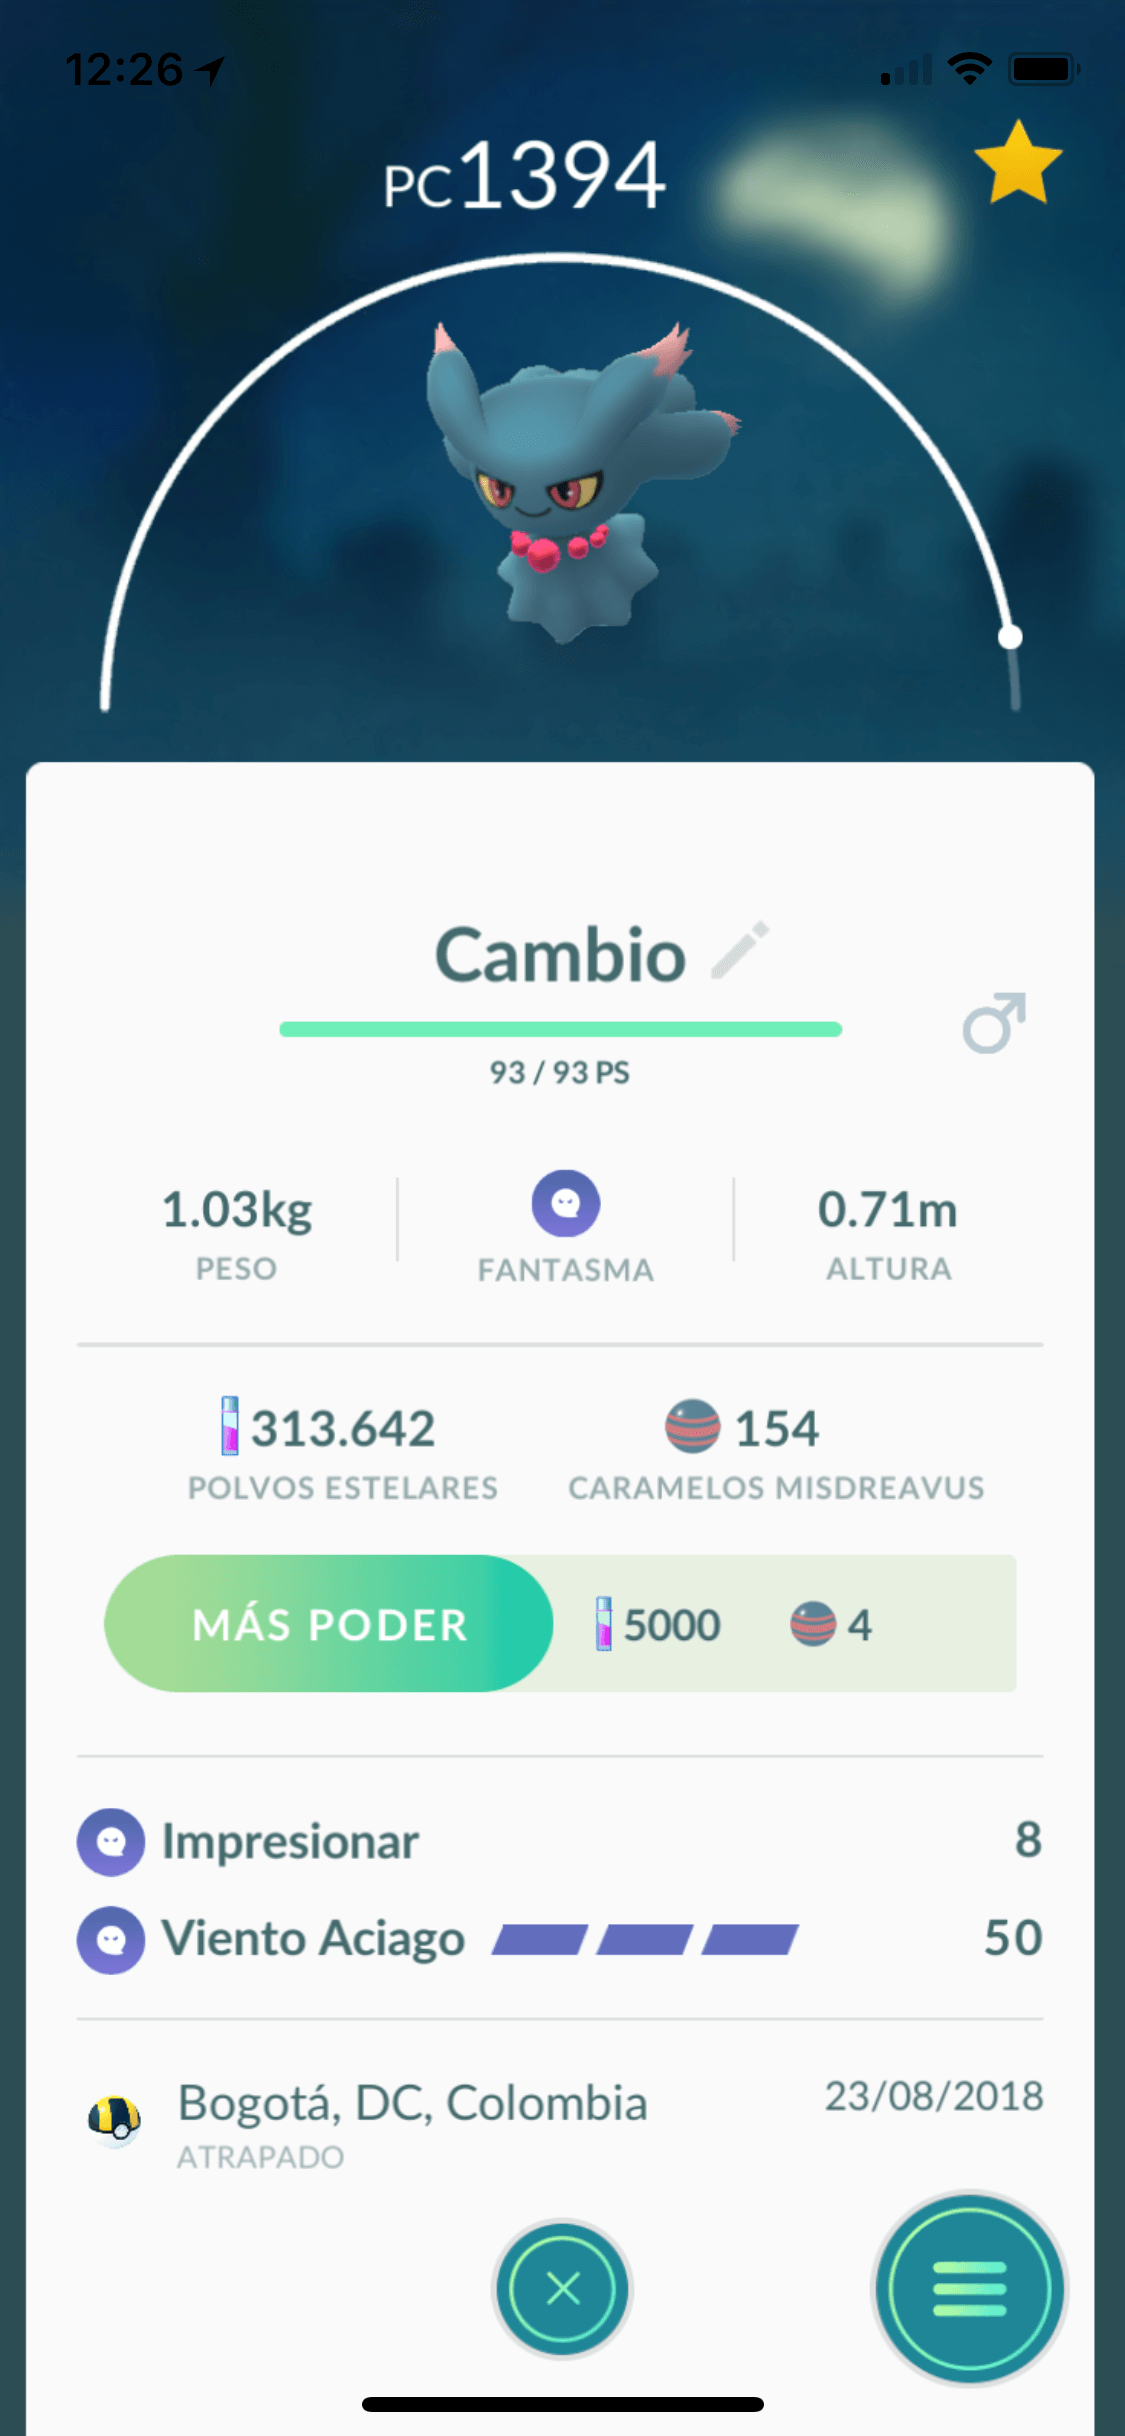 12:26
PC1394
Cambio
93 / 93 PS
1.03kg
PESO
FANTASMA
0.71m
ALTURA
313.642
POLVOS ESTELARES
154
CARAMELOS MISDREAVUS
MÁS PODER 5000 4
Impresionar 8
Viento Aciago 50
Bogotá, DC, Colombia 23/08/2018
ATRAPADO